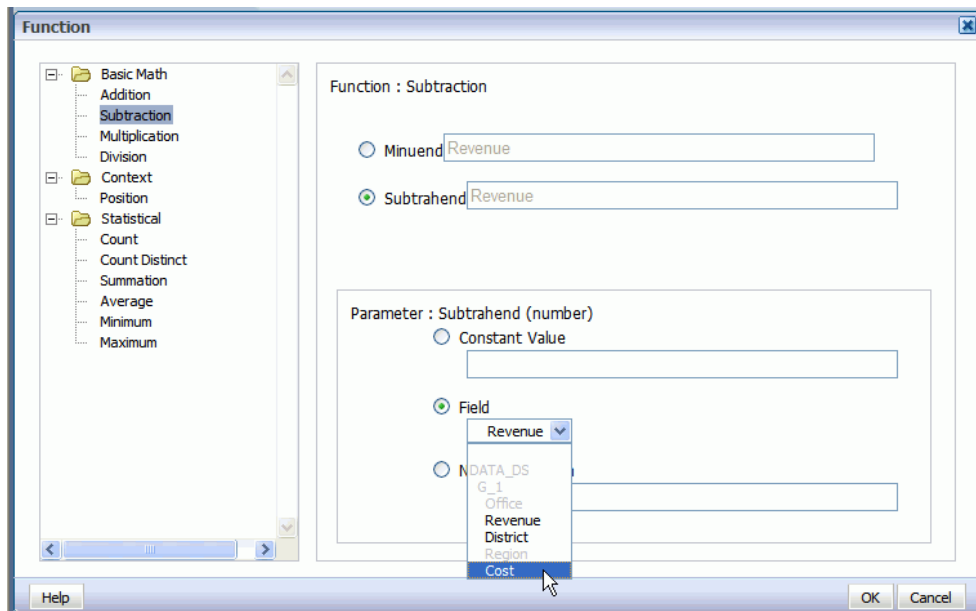 Function
Basic Math
Addition
Subtraction
Multiplication
Division
Context
Position
Statistical
Count
Count Distinct
Summation
Average
Minimum
Maximum
Function : Subtraction
Minuend Revenue
Subtrahend Revenue
Parameter : Subtrahend (number)
Constant Value
Field
Revenue
DATA_DS
G_1
Office
Revenue
District
Region
Cost
Help
OK
Cancel